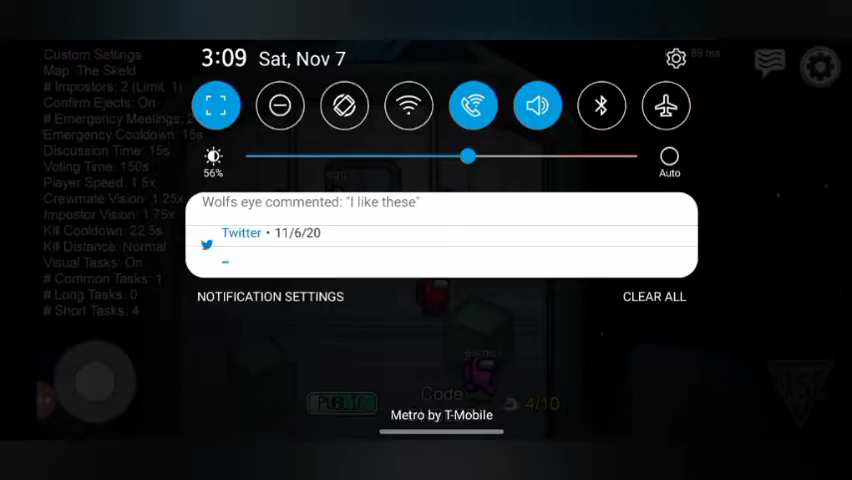 3:09 Sat, Nov 7
89 ms
Custom Settings
Map: The Skeld
# Impostors: 2 (Limit: 1)
Confirm Ejects: On
# Emergency Meetings: 2
Emergency Cooldown: 15s
Discussion Time: 15s
Voting Time: 150s
Player Speed: 1.5x
Crewmate Vision: 1.25x
Impostor Vision: 1.75x
Kill Cooldown: 22.5s
Kill Distance: Normal
Visual Tasks: On
# Common Tasks: 1
# Long Tasks: 0
# Short Tasks: 4
56%
Auto
egg
Wolfs eye commented: "I like these"
Twitter • 11/6/20
NOTIFICATION SETTINGS
CLEAR ALL
Code
PUBLIC
4/10
Metro by T-Mobile